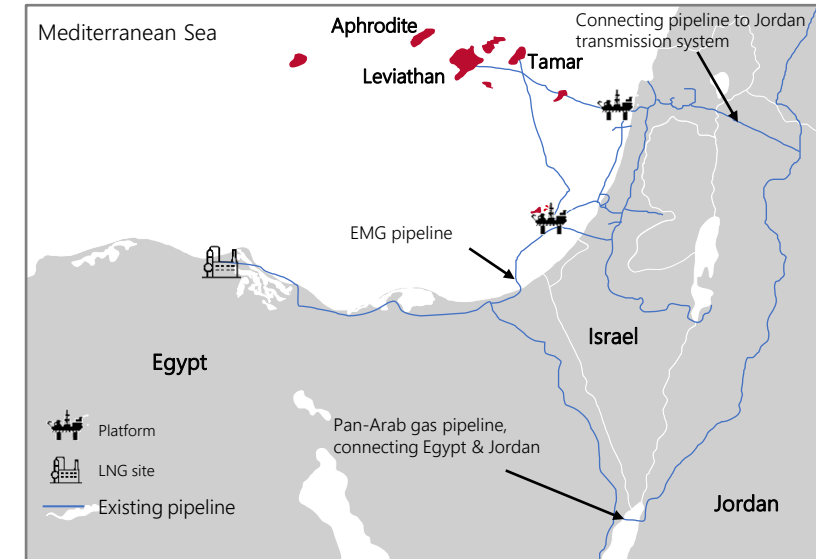 Mediterranean Sea
Aphrodite
Connecting pipeline to Jordan
transmission system
Leviathan
Tamar
EMG pipeline
Israel
Egypt
Pan-Arab gas pipeline,
connecting Egypt & Jordan
Platform
LNG site
Existing pipeline
Jordan